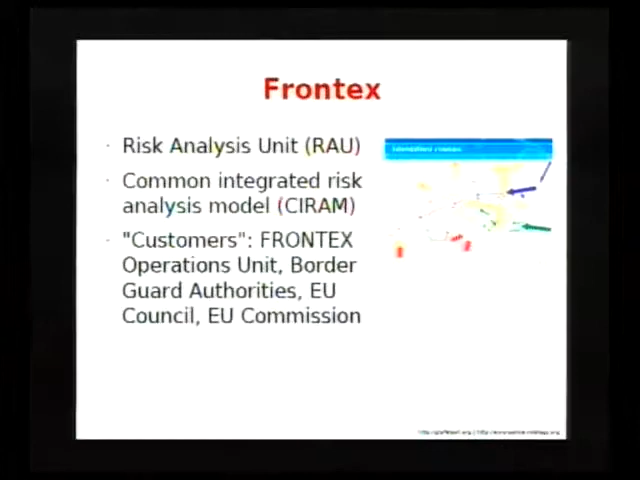 Frontex
· Risk Analysis Unit (RAU)
· Common integrated risk
analysis model (CIRAM)
· "Customers": FRONTEX
Operations Unit, Border
Guard Authorities, EU
Council, EU Commission